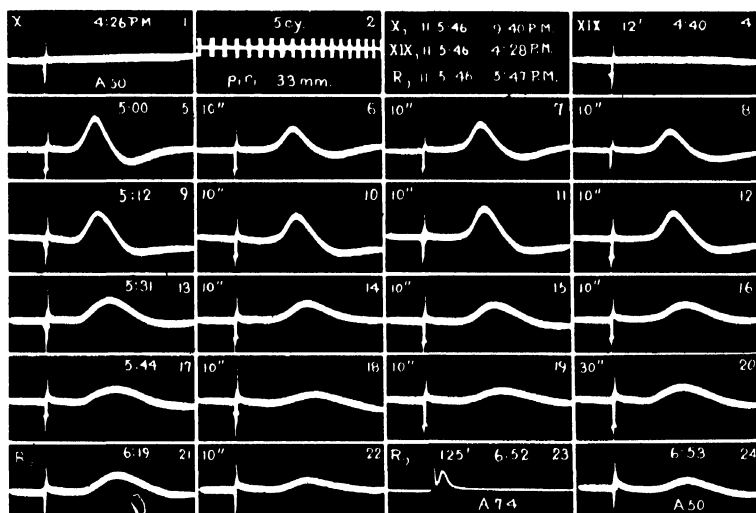 X 4:26 PM 1
A 50
5 cy. 2
33 mm.
X, II 5·46 9:40 P.M.
XIX, II 5·46 4:28 P.M.
R, II 5·46 5:47 P.M.
XIX 12' 4:40 4
5:00 5
10" 6
10" 7
10" 8
5:12 9
10" 10
10" 11
10" 12
5:31 13
10" 14
10" 15
10" 16
5:44 17
10" 18
10" 19
30" 20
R 6:19 21
10" 22
R, 125' 6:52 23
A 74
6:53 24
A 50